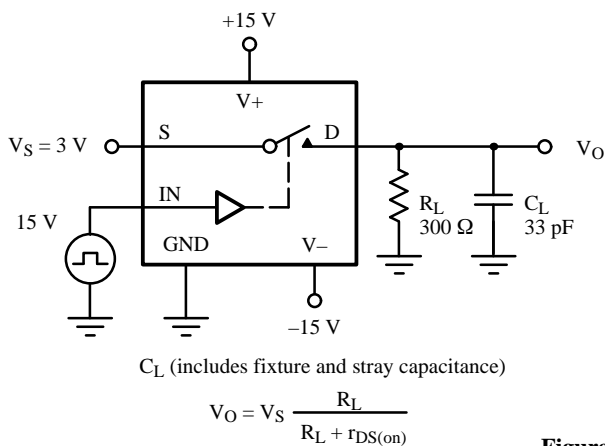 +15 V
V+
S
D
V_S = 3 V
V_O
IN
15 V
R_L
300 Ω
C_L
33 pF
GND
V–
–15 V
C_L (includes fixture and stray capacitance)
V_O = V_S R_L / (R_L + r_DS(on))
Figure